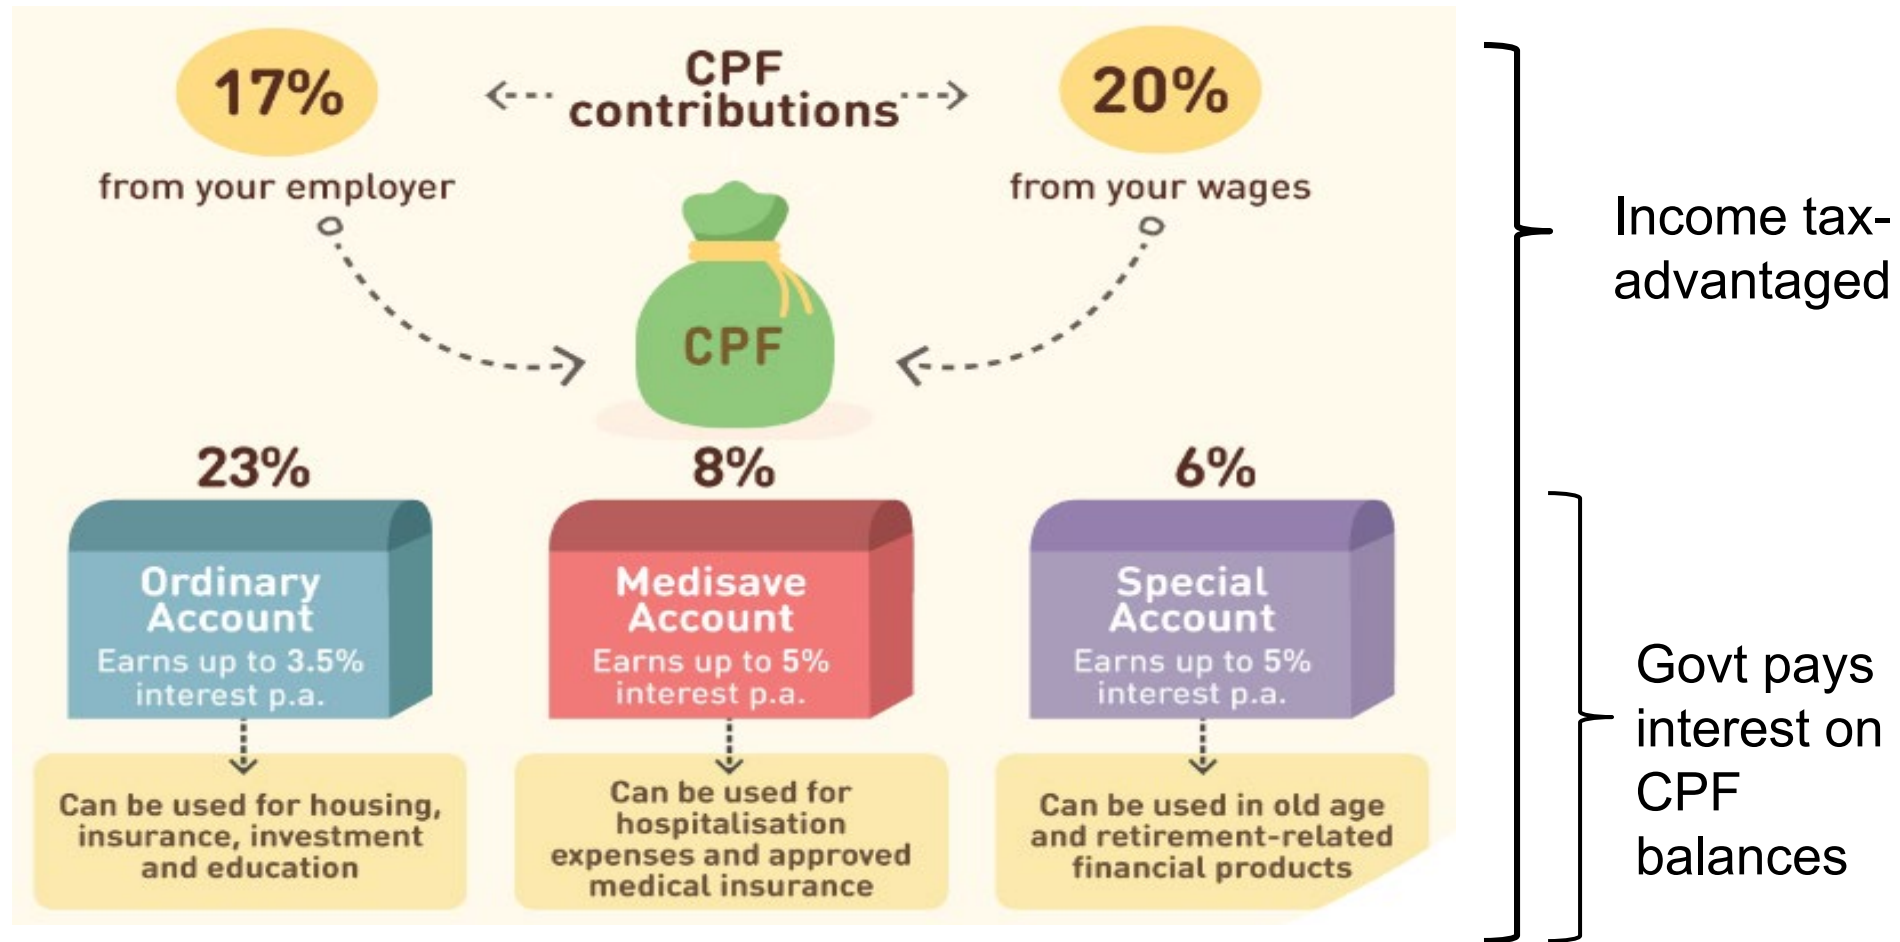 17%
CPF
contributions
20%
from your employer
from your wages
CPF
23%
8%
6%
Ordinary
Account
Earns up to 3.5%
interest p.a.
Medisave
Account
Earns up to 5%
interest p.a.
Special
Account
Earns up to 5%
interest p.a.
Can be used for housing,
insurance, investment
and education
Can be used for
hospitalisation
expenses and approved
medical insurance
Can be used in old age
and retirement-related
financial products
Income tax-
advantaged
Govt pays
interest on
CPF
balances